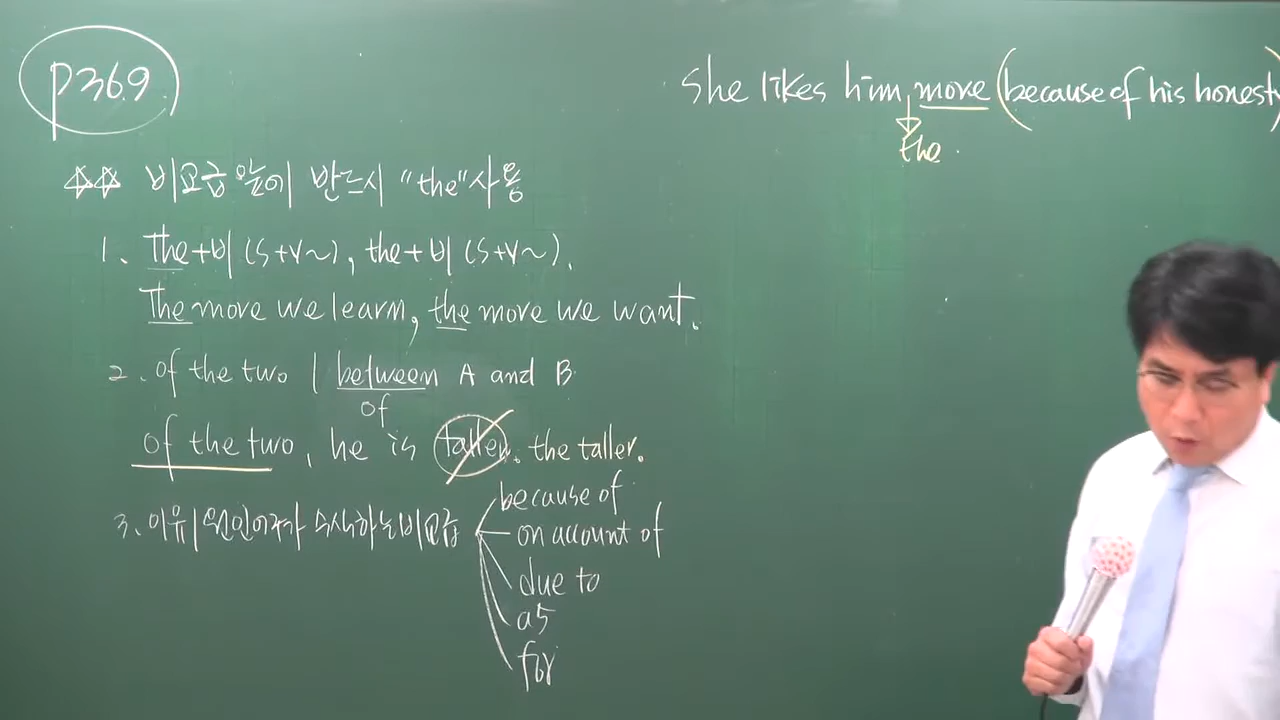 p369
She likes him, more (because of his honesty)
the.
☆☆ 비교급 앞에 반드시 "the"사용
1. The+비 (S+V~), the+비 (S+V~).
The more we learn, the more we want.
2. of the two / between A and B
of
of the two, he is taller. the taller.
3. 이유/원인어구가 수식하는 비교급
because of
on account of
due to
as
for